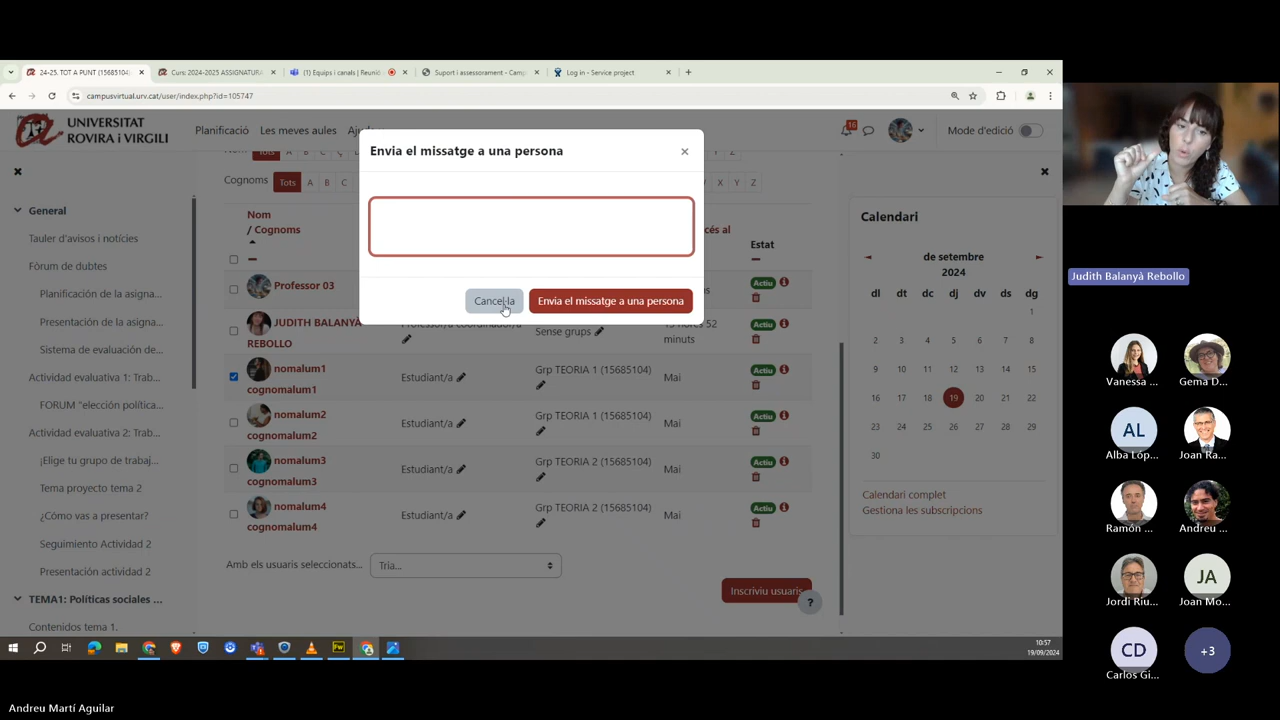 24-25. TOT A PUNT (15685104)
Curs: 2024-2025 ASSIGNATURA
(1) Equips i canals | Reunió
Suport i assessorament - Camp
Log in - Service project
campusvirtual.urv.cat/user/index.php?id=105747
UNIVERSITAT
ROVIRA i VIRGILI
Planificació
Les meves aules
16
Mode d'edició
Envia el missatge a una persona
Cancel·la
Envia el missatge a una persona
General
Tauler d'avisos i notícies
Fòrum de dubtes
Planificación de la asigna...
Presentación de la asigna...
Sistema de evaluación de...
Actividad evaluativa 1: Trab...
FORUM "elección política...
Actividad evaluativa 2: Trab...
¡Elige tu grupo de trabaj...
Tema proyecto tema 2
¿Cómo vas a presentar?
Seguimiento Actividad 2
Presentación actividad 2
TEMA1: Políticas sociales ...
Contenidos tema 1.
Tots
Cognoms Tots A B C X Y Z
Nom
/ Cognoms
cés al
Estat
Professor 03
Actiu
JUDITH BALANYÀ
REBOLLO
Sense grups
minuts
Actiu
nomalum1
cognomalum1
Estudiant/a
Grp TEORIA 1 (15685104)
Mai
Actiu
nomalum2
cognomalum2
Estudiant/a
Grp TEORIA 1 (15685104)
Mai
Actiu
nomalum3
cognomalum3
Estudiant/a
Grp TEORIA 2 (15685104)
Mai
Actiu
nomalum4
cognomalum4
Estudiant/a
Grp TEORIA 2 (15685104)
Mai
Actiu
Amb els usuaris seleccionats...
Tria...
Inscriviu usuaris
?
Calendari
de setembre
2024
dl dt dc dj dv ds dg
1
2 3 4 5 6 7 8
9 10 11 12 13 14 15
16 17 18 19 20 21 22
23 24 25 26 27 28 29
30
Calendari complet
Gestiona les subscripcions
10:57
19/09/2024
Judith Balanyà Rebollo
Vanessa ...
Gema D...
AL
Alba Lóp...
Joan Ra...
Ramón ...
Andreu ...
Jordi Riu...
JA
Joan Mo...
CD
Carlos Gi...
+3
Andreu Martí Aguilar